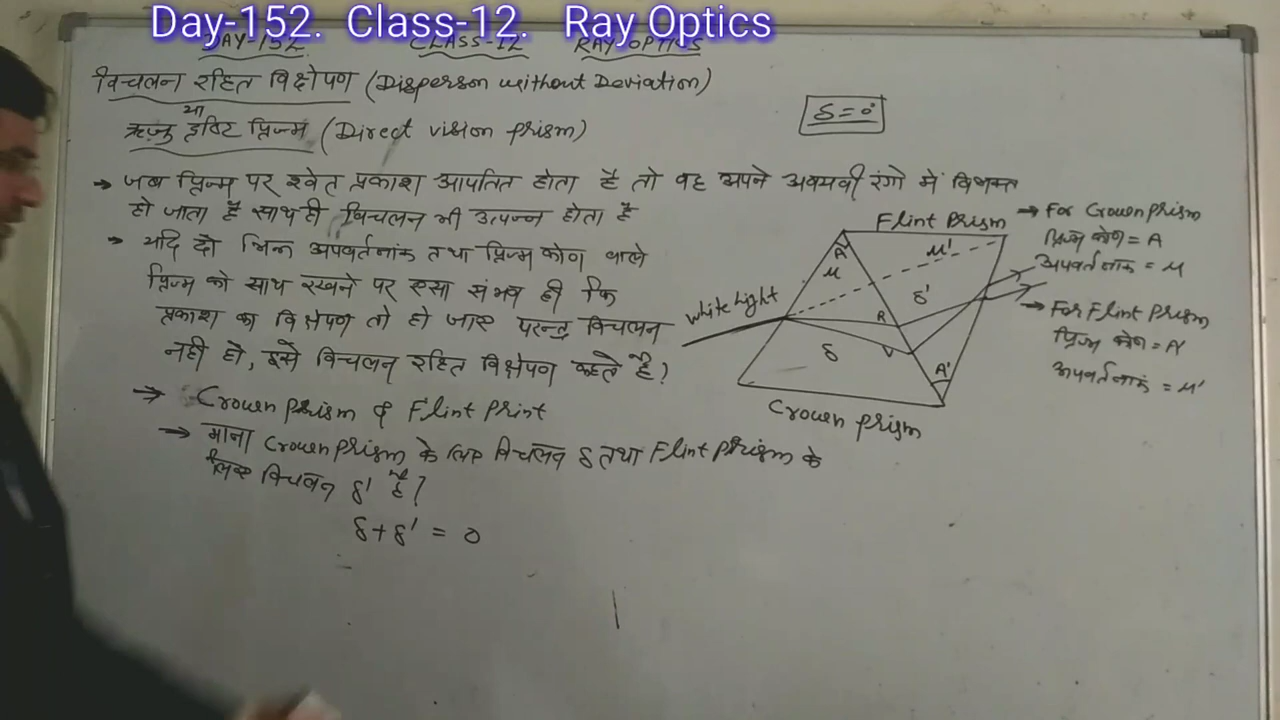 Day-152. Class-12. Ray Optics
DAY-152 CLASS-12 RAY OPTICS
विचलन रहित विक्षेपण (Disperson without Deviation)
या
ऋजु दृष्टि प्रिज्म (Direct vision prism)
δ=0°
→ जब प्रिज्म पर श्वेत प्रकाश आपतित होता है तो वह अपने अवयवी रंगो में विभक्त
हो जाता है साथ ही विचलन भी उत्पन्न होता है
→ यदि दो भिन्न अपवर्तनांक तथा प्रिज्म कोण वाले
प्रिज्म को साथ रखने पर ऐसा संभव ही कि
प्रकाश का विक्षेपण तो हो जाए परन्तु विचलन
नही हो, इसे विचलन रहित विक्षेपण कहते है?
→ Crown prism & Flint Print
→ माना Crown prism के लिए विचलन δ तथा Flint prism के
लिए विचलन δ' है?
δ+δ' = 0
Flint Prism
A
μ
μ'
δ'
white light
R
δ
V
A'
Crown prism
→ For Crown prism
प्रिज्म कोण = A
अपवर्तनांक = μ
→ For Flint Prism
प्रिज्म कोण = A'
अपवर्तनांक = μ'